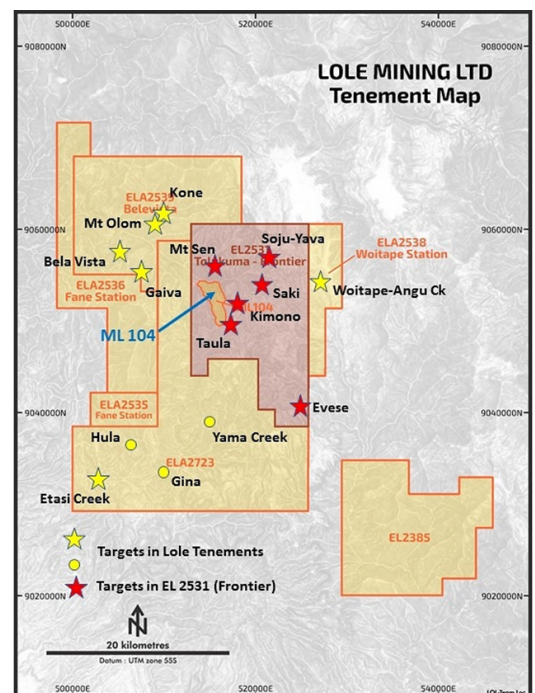 500000E 520000E 540000E
9080000N 9080000N
LOLE MINING LTD
Tenement Map
Kone
ELA2539
Belevista
Mt Olom
9060000N 9060000N
Soju-Yava
ELA2538
Woitape Station
Mt Sen
EL2531
Tolukuma - Frontier
Bela Vista
ELA2536
Fane Station
Gaiva
Saki
Woitape-Angu Ck
ML104
Kimono
ML 104
Taula
ELA2535
Fane Station
Evese
9040000N 9040000N
Hula
Yama Creek
ELA2723
Gina
Etasi Creek
EL2385
Targets in Lole Tenements
Targets in EL 2531 (Frontier)
9020000N 9020000N
N
20 kilometres
Datum : UTM zone 55S
500000E 520000E 540000E